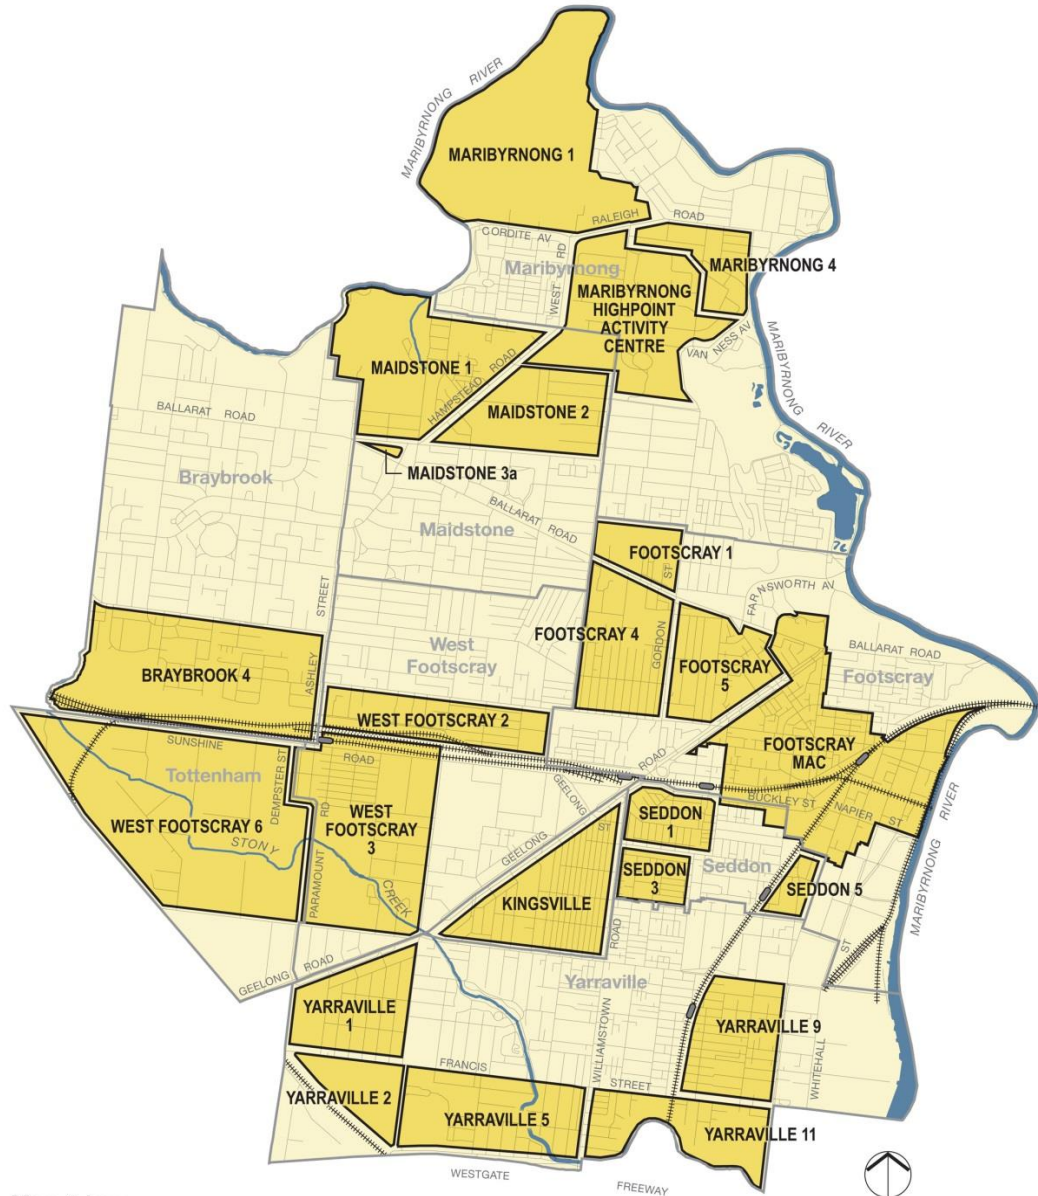 MARIBYRNONG RIVER
MARIBYRNONG 1
RALEIGH ROAD
CORDITE AV
Maribyrnong
WEST RD
MARIBYRNONG 4
MARIBYRNONG
HIGHPOINT
ACTIVITY
CENTRE
VAN NESS AV
MARIBYRNONG RIVER
MAIDSTONE 1
HAMPSTEAD ROAD
MAIDSTONE 2
BALLARAT ROAD
Braybrook
MAIDSTONE 3a
Maidstone
BALLARAT ROAD
FOOTSCRAY 1
FARNSWORTH AV
STREET
ASHLEY
West
Footscray
FOOTSCRAY 4
GORDON
ST
FOOTSCRAY
5
BALLARAT ROAD
Footscray
BRAYBROOK 4
WEST FOOTSCRAY 2
FOOTSCRAY
MAC
SUNSHINE
ROAD
Tottenham
DEMPSTER ST
GEELONG
ROAD
GEELONG
ST
BUCKLEY ST
NAPIER ST
WEST FOOTSCRAY 6
STONY
CREEK
WEST
FOOTSCRAY
3
PARAMOUNT
RD
SEDDON
1
SEDDON
3
Seddon
SEDDON 5
MARIBYRNONG RIVER
KINGSVILLE
ROAD
ST
GEELONG ROAD
Yarraville
YARRAVILLE
1
YARRAVILLE 9
WILLIAMSTOWN
WHITEHALL
FRANCIS
STREET
YARRAVILLE 2
YARRAVILLE 5
YARRAVILLE 11
WESTGATE
FREEWAY